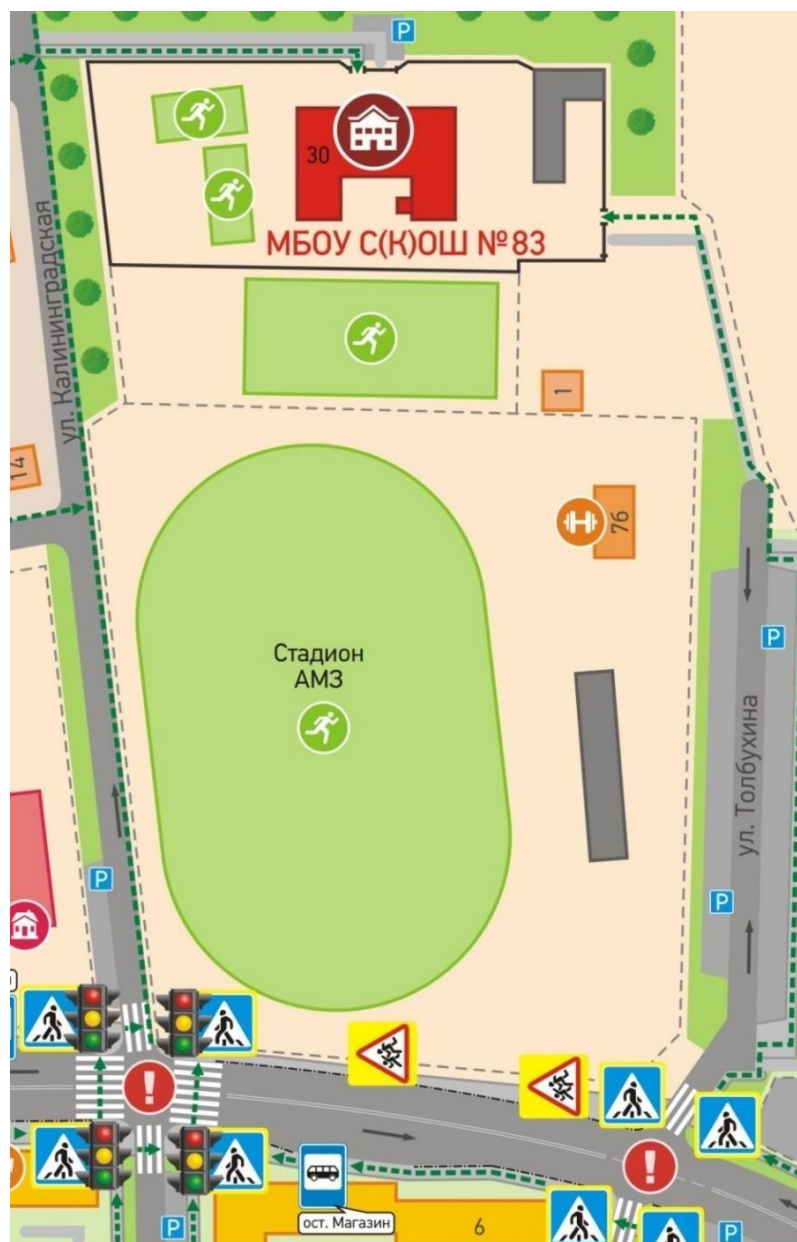 P
30
МБОУ С(К)ОШ №83
ул. Калининградская
1
14
76
Стадион
АМЗ
P
ул. Толбухина
P
P
!
!
ост. Магазин
6
P
P